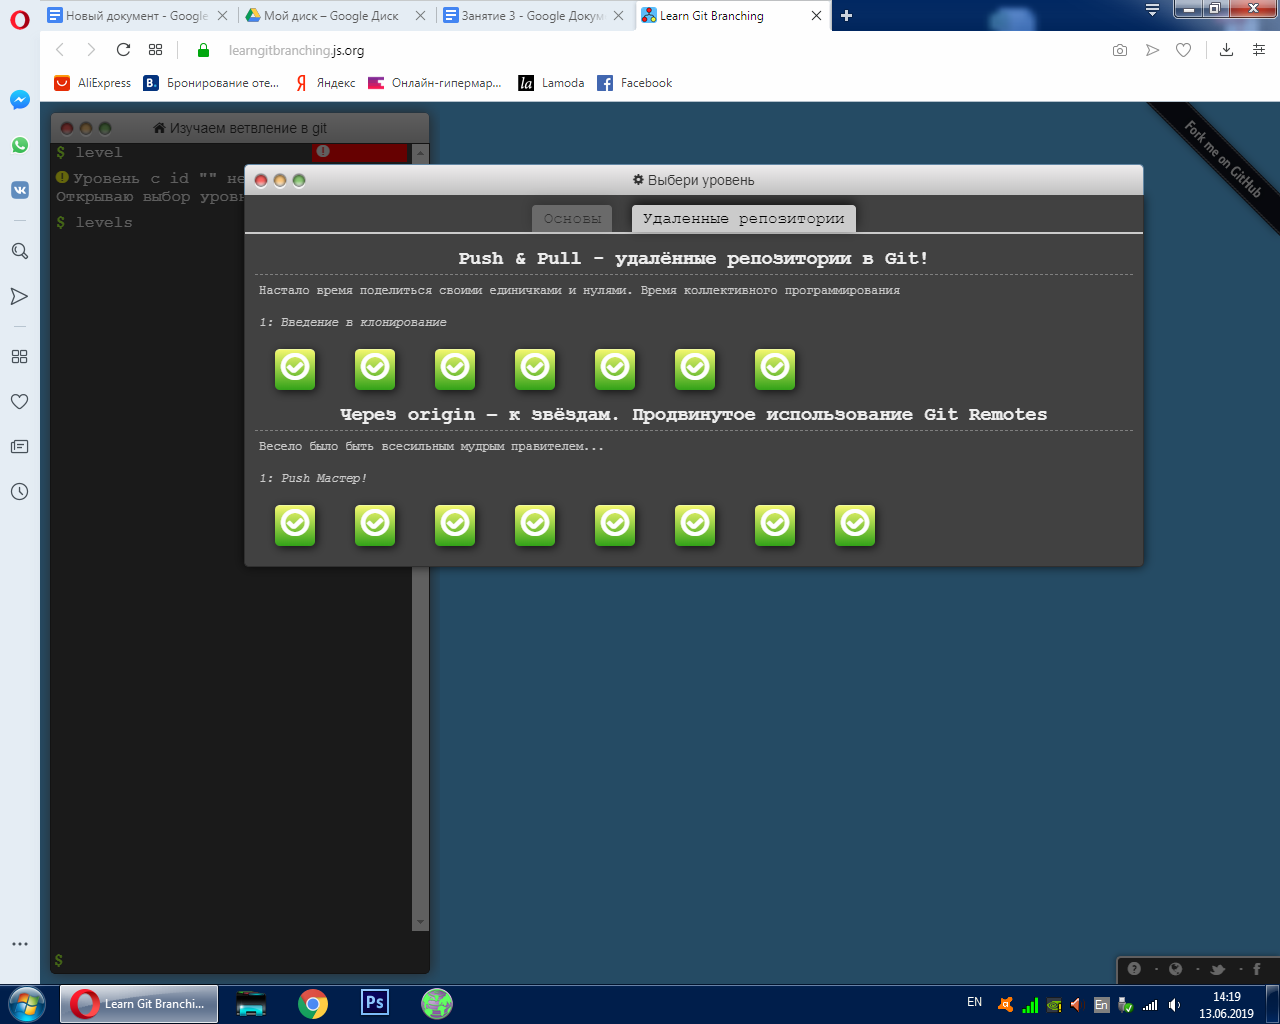 Новый документ - Google
Мой диск – Google Диск
Занятие 3 - Google Докум
Learn Git Branching
learngitbranching.js.org
AliExpress
B. Бронирование оте...
Я Яндекс
Онлайн-гипермар...
la Lamoda
Facebook
Изучаем ветвление в git
$ level
Уровень с id "" не
Открываю выбор уровн
$ levels
$
Выбери уровень
Основы
Удаленные репозитории
Push & Pull - удалённые репозитории в Git!
Настало время поделиться своими единичками и нулями. Время коллективного программирования
1: Введение в клонирование
Через origin – к звёздам. Продвинутое использование Git Remotes
Весело было быть всесильным мудрым правителем...
1: Push Мастер!
Fork me on GitHub
Learn Git Branchi...
Ps
EN
En
14:19
13.06.2019